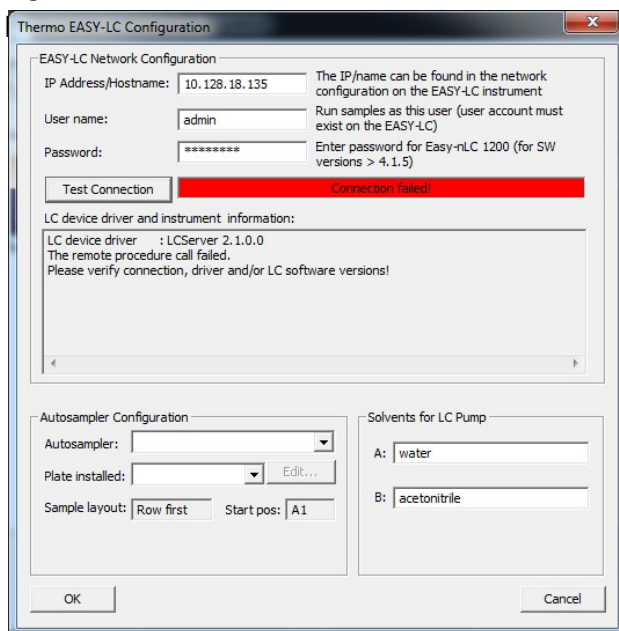 Thermo EASY-LC Configuration
EASY-LC Network Configuration
IP Address/Hostname: 10.128.18.135
The IP/name can be found in the network
configuration on the EASY-LC instrument
User name: admin
Run samples as this user (user account must
exist on the EASY-LC)
Password: ********
Enter password for Easy-nLC 1200 (for SW
versions > 4.1.5)
Test Connection
Connection failed!
LC device driver and instrument information:
LC device driver : LCServer 2.1.0.0
The remote procedure call failed.
Please verify connection, driver and/or LC software versions!
Autosampler Configuration
Autosampler:
Plate installed:
Edit...
Sample layout: Row first
Start pos: A1
Solvents for LC Pump
A: water
B: acetonitrile
OK
Cancel